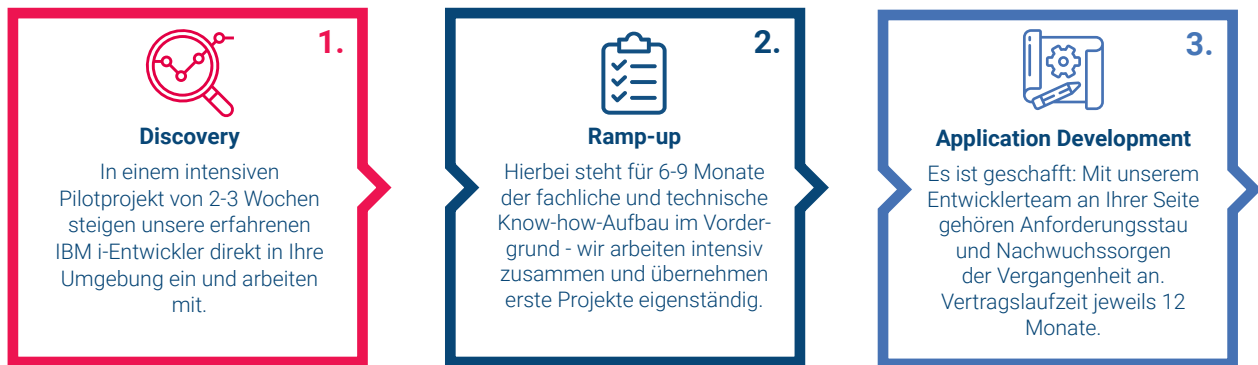 1.
Discovery
In einem intensiven
Pilotprojekt von 2-3 Wochen
steigen unsere erfahrenen
IBM i-Entwickler direkt in Ihre
Umgebung ein und arbeiten
mit.
2.
Ramp-up
Hierbei steht für 6-9 Monate
der fachliche und technische
Know-how-Aufbau im Vorder-
grund - wir arbeiten intensiv
zusammen und übernehmen
erste Projekte eigenständig.
3.
Application Development
Es ist geschafft: Mit unserem
Entwicklerteam an Ihrer Seite
gehören Anforderungsstau
und Nachwuchssorgen
der Vergangenheit an.
Vertragslaufzeit jeweils 12
Monate.